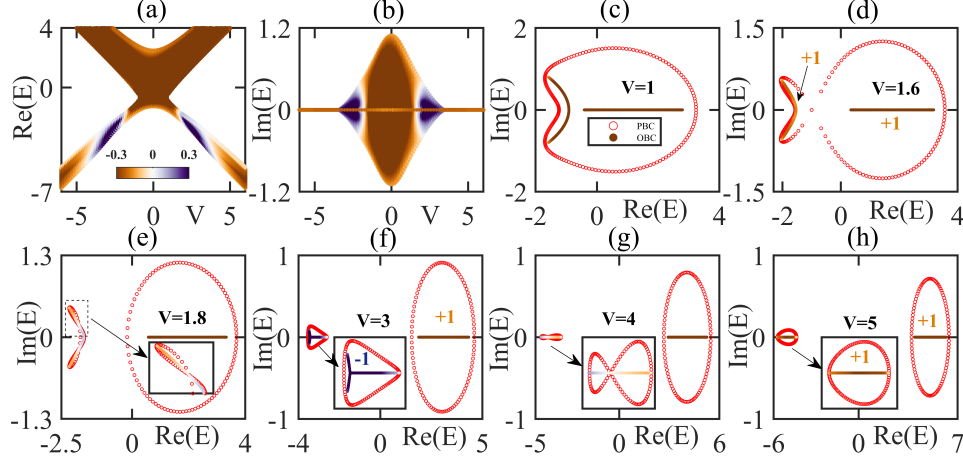 (a)
4
0
-7
Re(E)
-0.3 0 0.3
-5 0 V 5
(b)
1.2
0
-1.2
Im(E)
-5 0 V 5
(c)
2
0
-2
Im(E)
V=1
PBC
OBC
-2 0 Re(E) 3
(d)
1.5
0
-1.5
Im(E)
+1
V=1.6
+1
-2 0 Re(E) 4
(e)
1.3
0
-1.3
Im(E)
V=1.8
-2.5 0 Re(E) 4
(f)
1
0
-1
Im(E)
V=3
-1
+1
-4 0 Re(E) 5
(g)
1
0
-1
Im(E)
V=4
-5 0 Re(E) 6
(h)
1
0
-1
Im(E)
V=5
+1
+1
-6 0 Re(E) 7